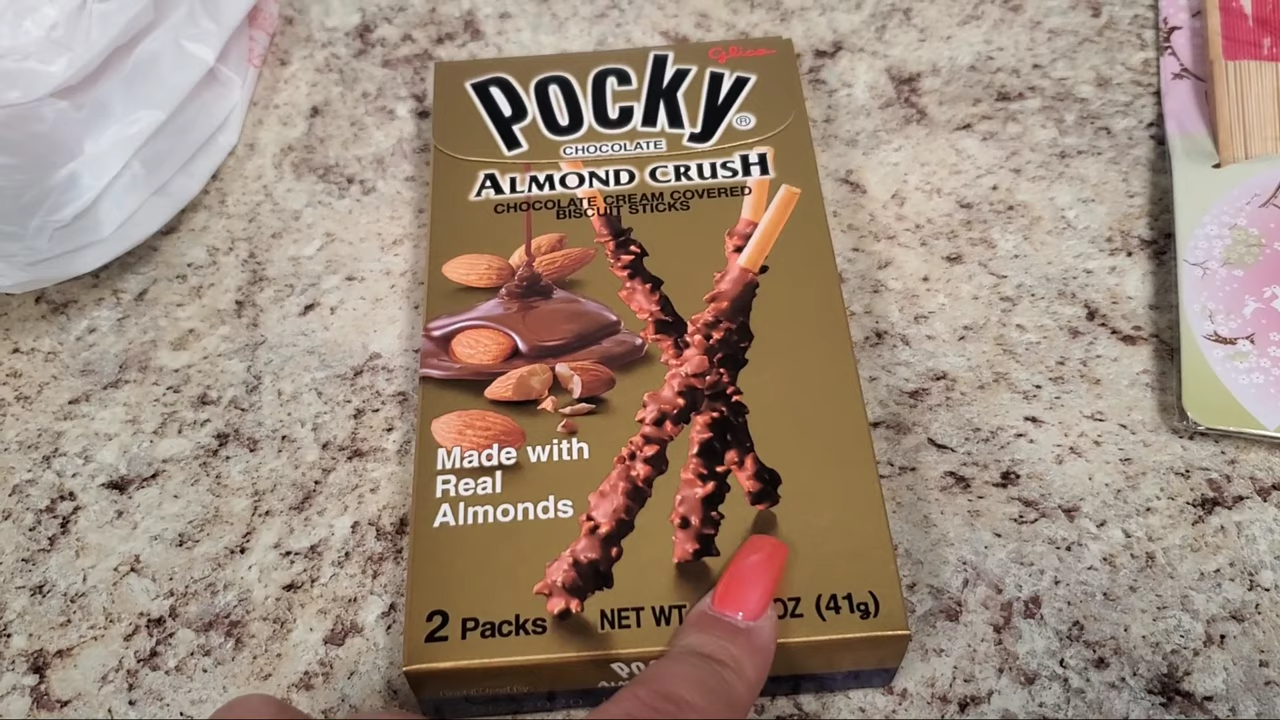 Glico
Pocky®
CHOCOLATE
ALMOND CRUSH
CHOCOLATE CREAM COVERED
BISCUIT STICKS
Made with
Real
Almonds
2 Packs
NET WT OZ (41g)